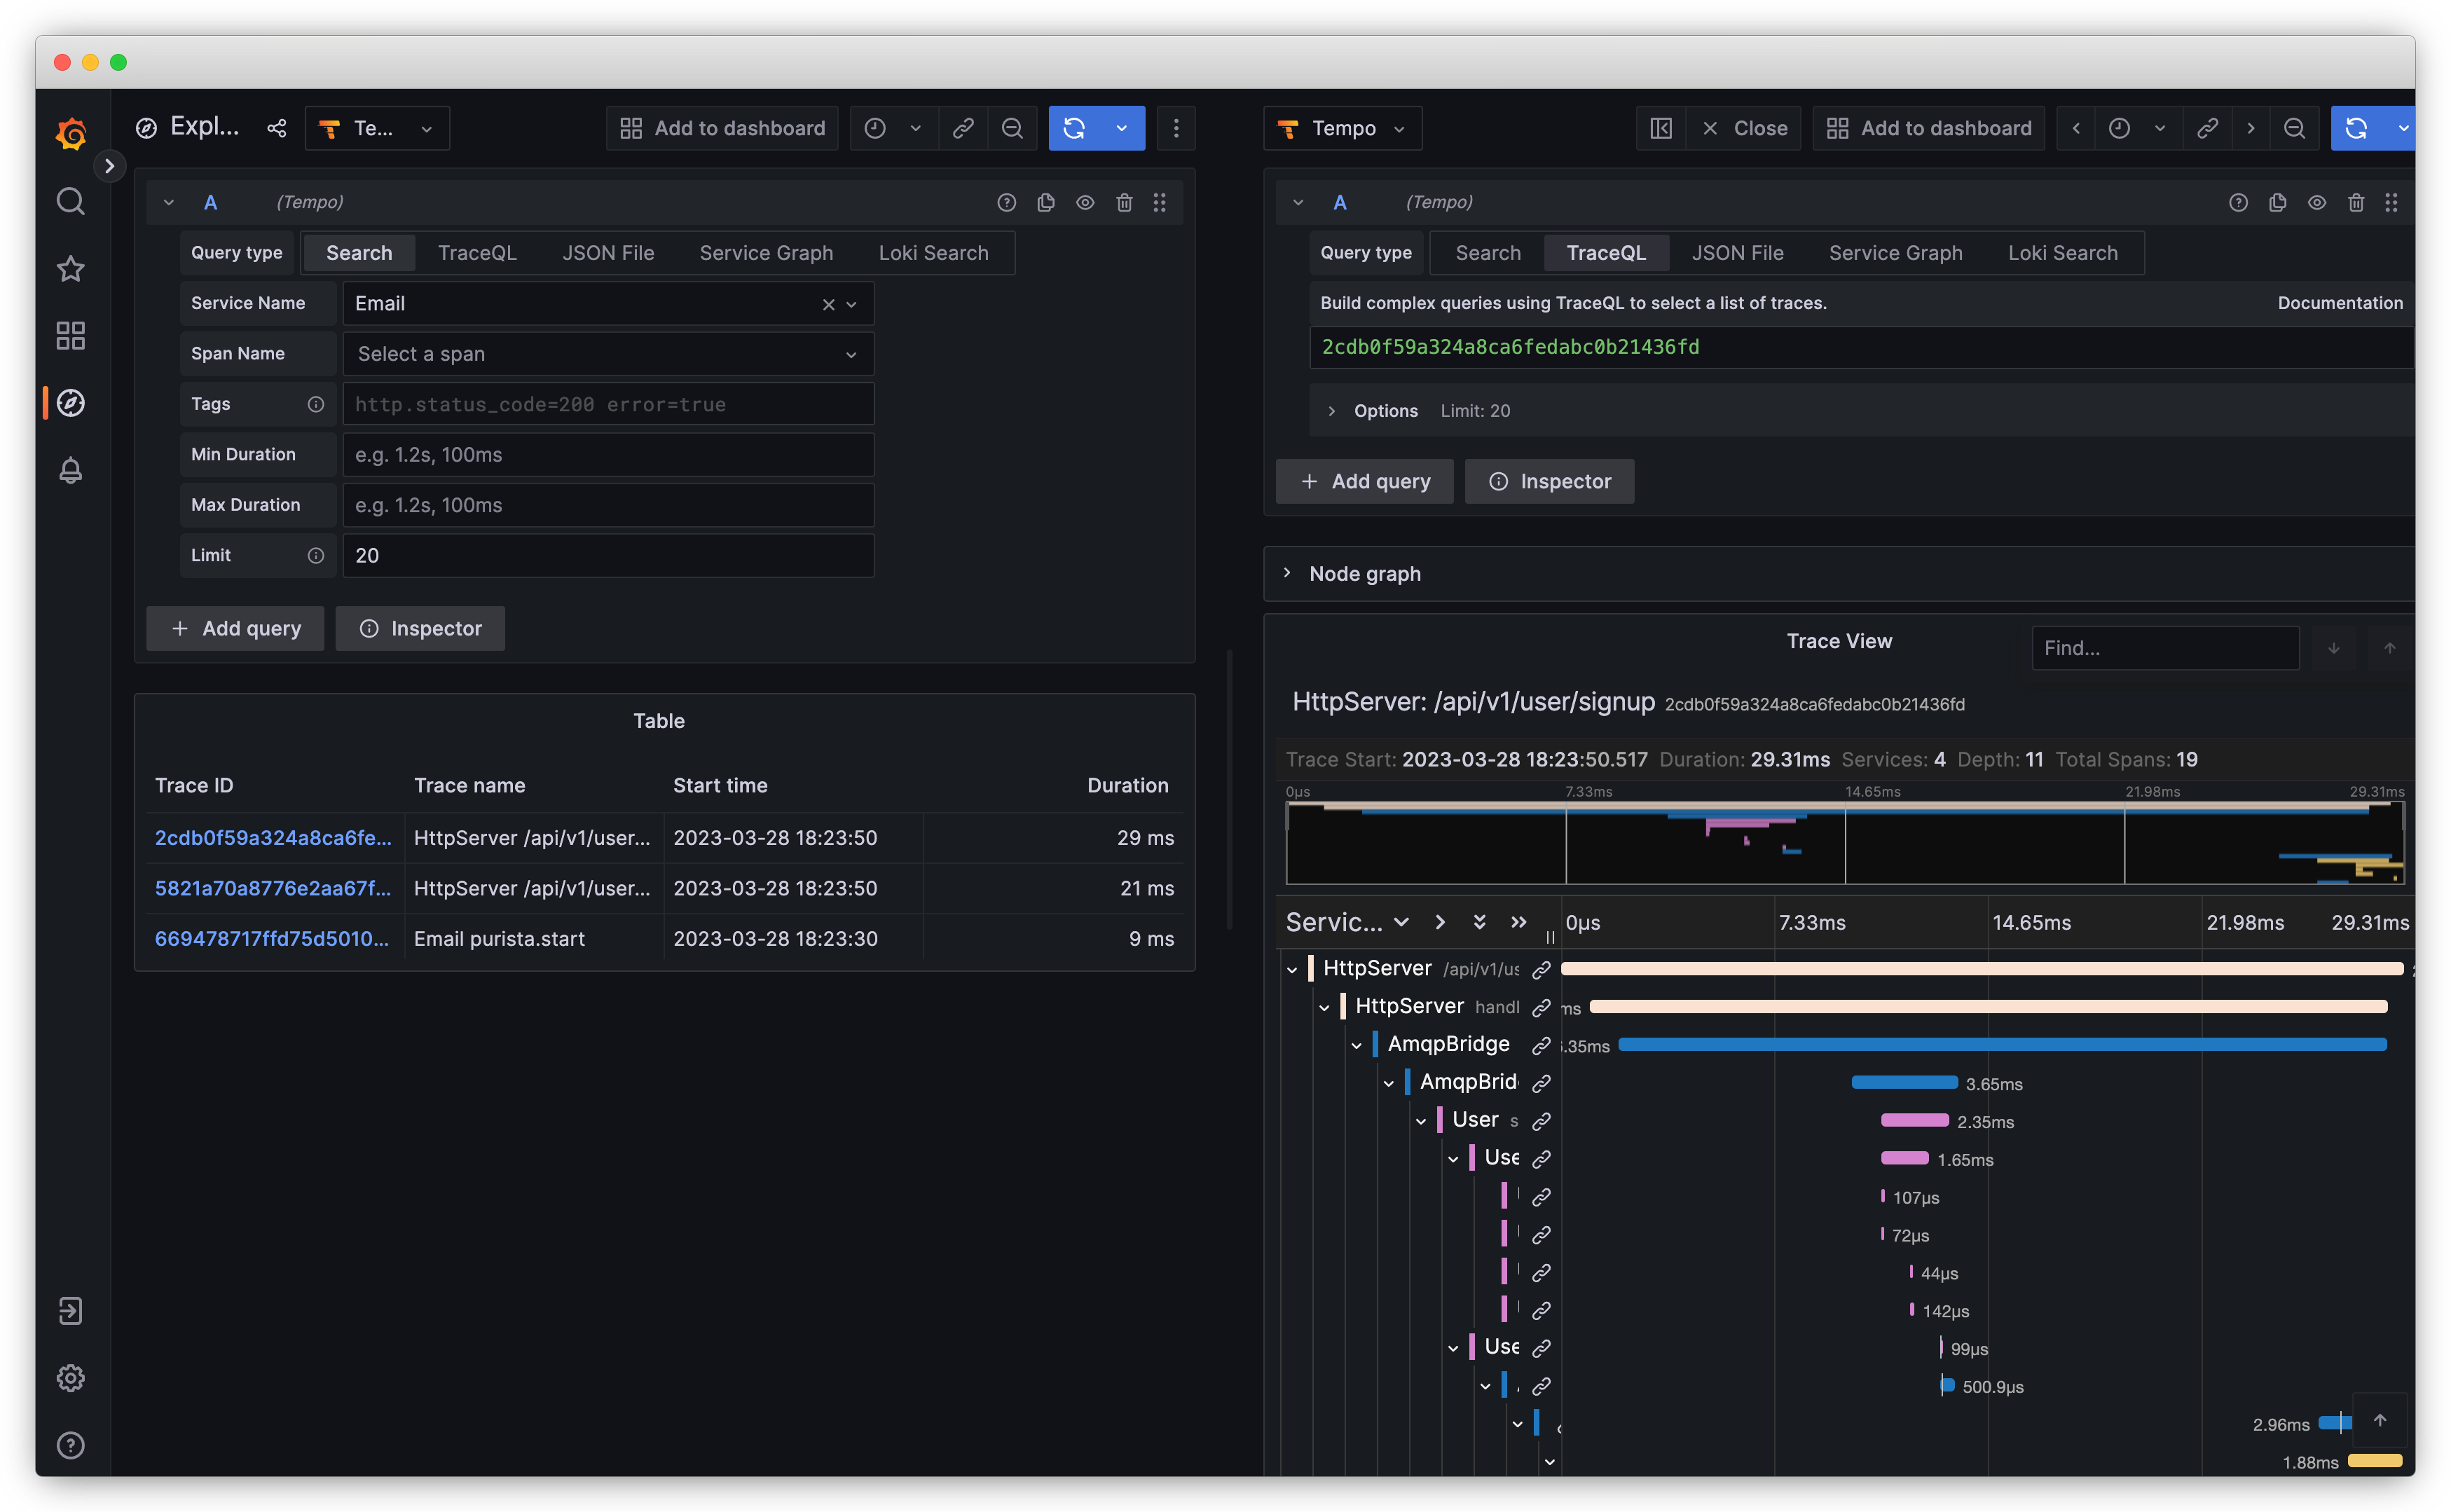 Expl...
Te...
Add to dashboard
A
(Tempo)
Query type
Search
TraceQL
JSON File
Service Graph
Loki Search
Service Name
Email
Span Name
Select a span
Tags
http.status_code=200 error=true
Min Duration
e.g. 1.2s, 100ms
Max Duration
e.g. 1.2s, 100ms
Limit
20
Add query
Inspector
Table
Trace ID Trace name Start time Duration
2cdb0f59a324a8ca6fe... HttpServer /api/v1/user... 2023-03-28 18:23:50 29 ms
5821a70a8776e2aa67f... HttpServer /api/v1/user... 2023-03-28 18:23:50 21 ms
669478717ffd75d5010... Email purista.start 2023-03-28 18:23:30 9 ms
Tempo
Close
Add to dashboard
A
(Tempo)
Query type
Search
TraceQL
JSON File
Service Graph
Loki Search
Build complex queries using TraceQL to select a list of traces.
Documentation
2cdb0f59a324a8ca6fedabc0b21436fd
Options Limit: 20
Add query
Inspector
Node graph
Trace View
Find...
HttpServer: /api/v1/user/signup 2cdb0f59a324a8ca6fedabc0b21436fd
Trace Start: 2023-03-28 18:23:50.517 Duration: 29.31ms Services: 4 Depth: 11 Total Spans: 19
0μs 7.33ms 14.65ms 21.98ms 29.31ms
Servic... 0μs 7.33ms 14.65ms 21.98ms 29.31ms
HttpServer /api/v1/us
HttpServer handl ms
AmqpBridge .35ms
AmqpBrid 3.65ms
User s 2.35ms
Use 1.65ms
107μs
72μs
44μs
142μs
Use 99μs
500.9μs
2.96ms
1.88ms